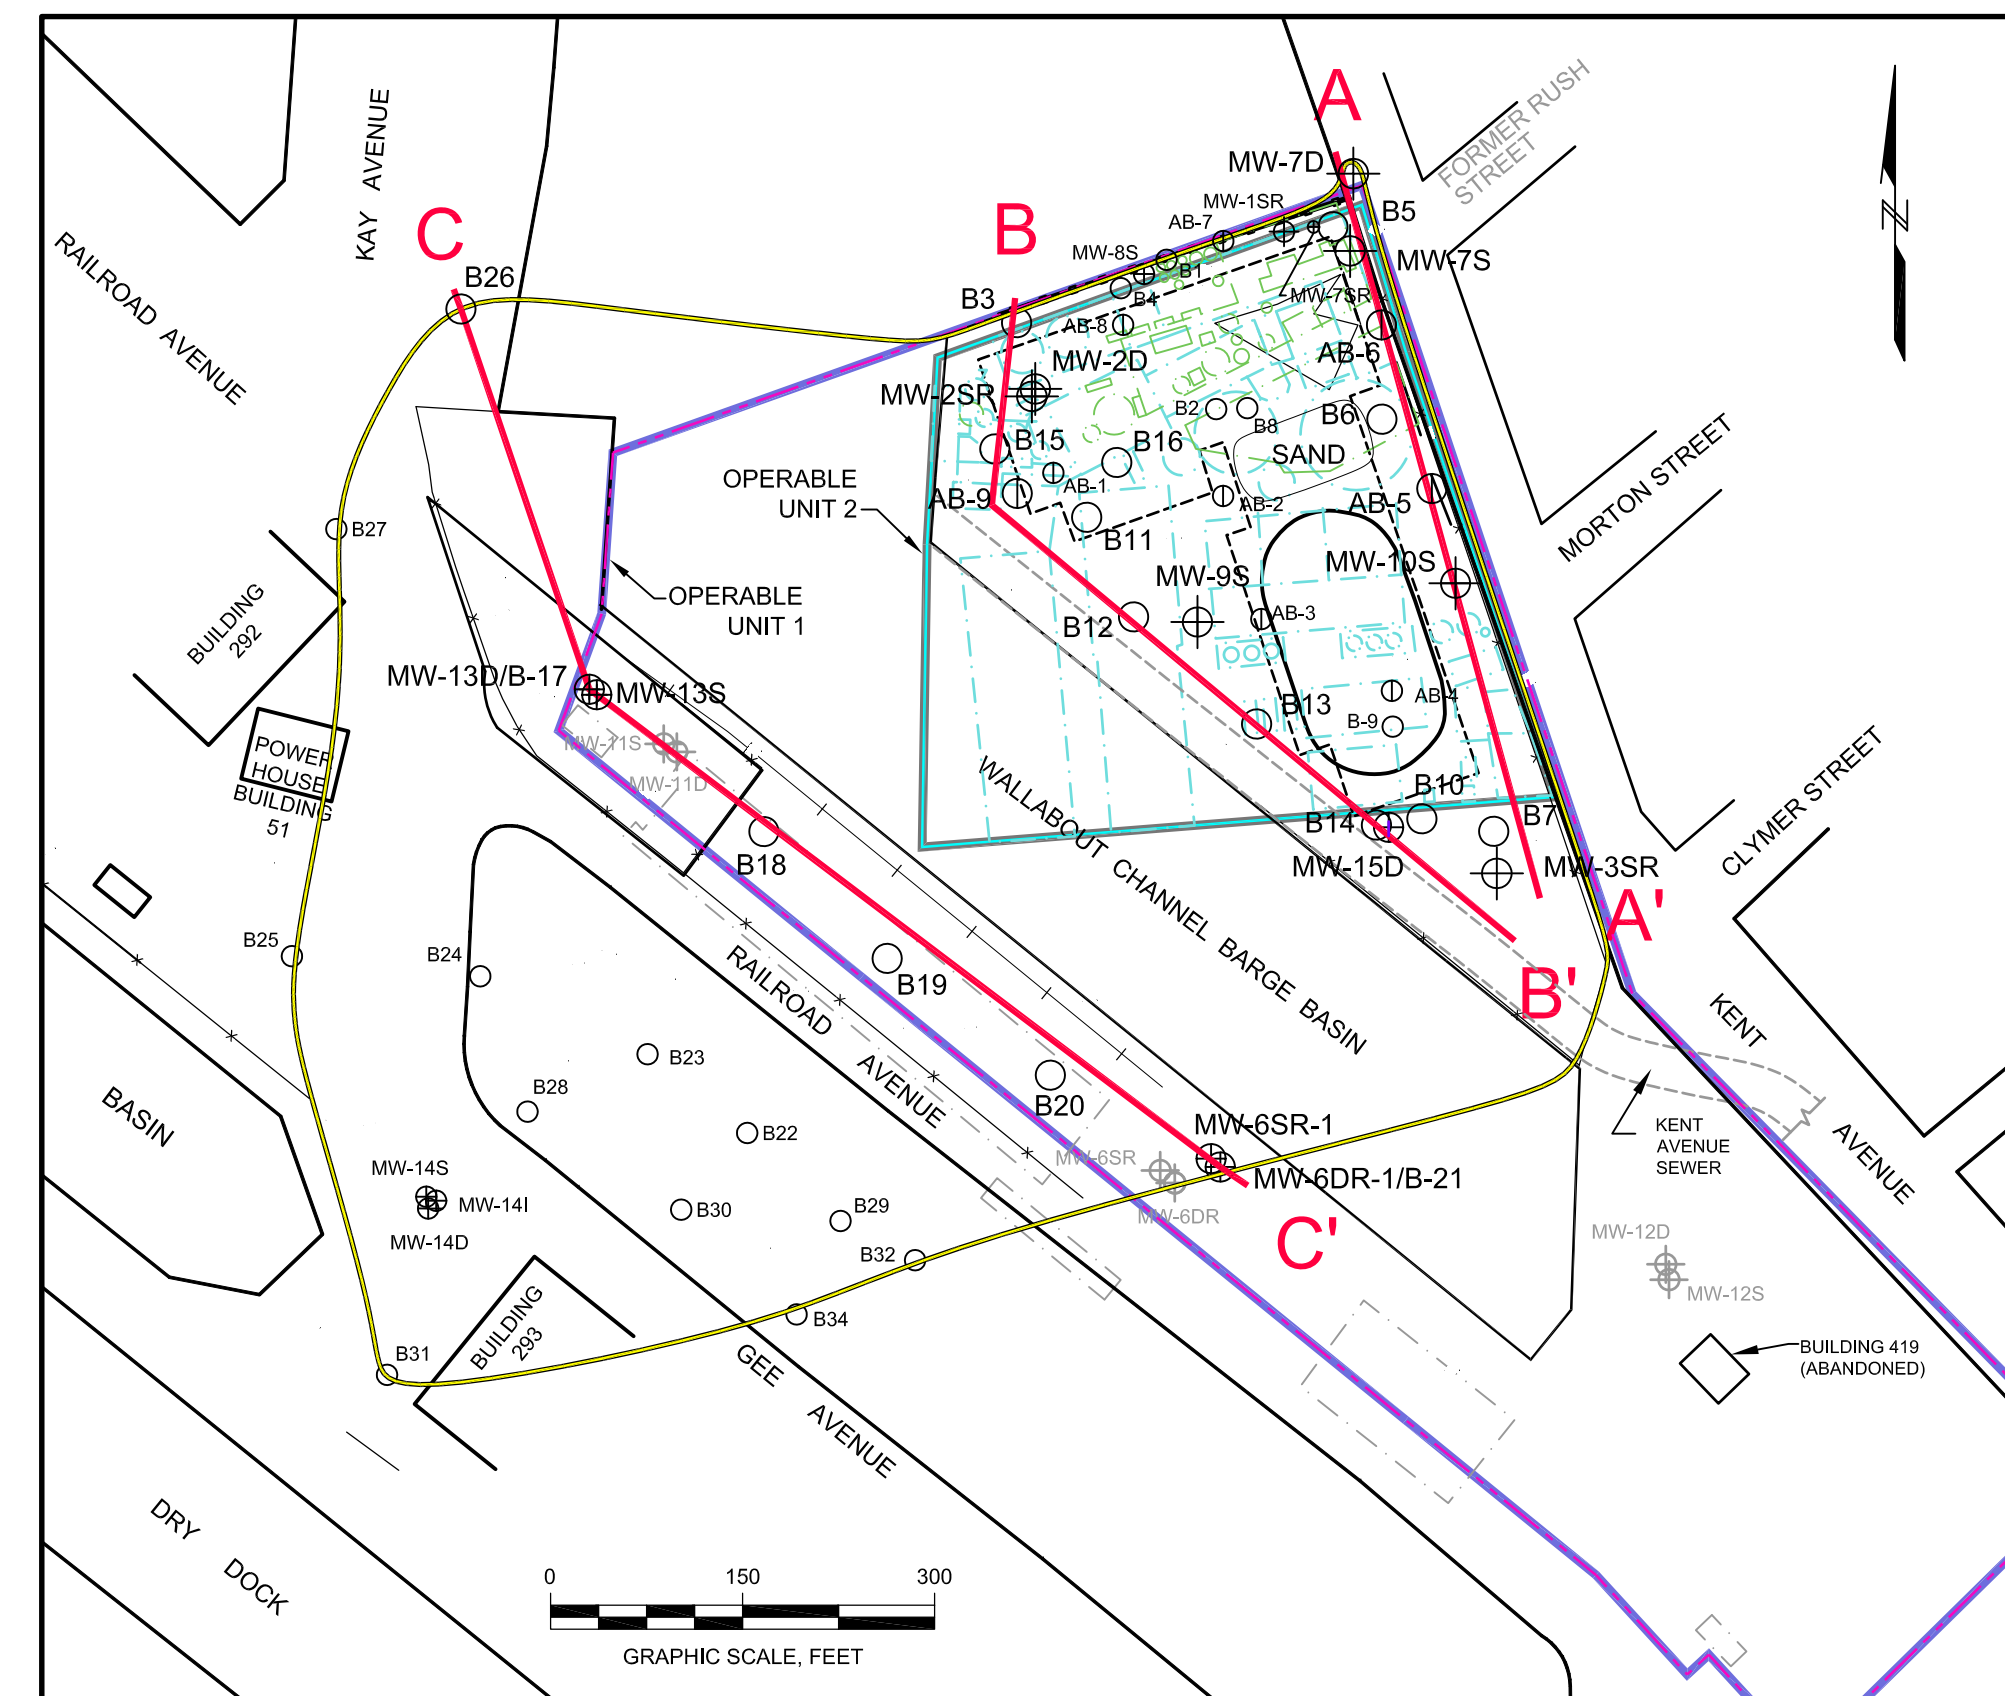 A
FORMER RUSH
STREET
KAY AVENUE
RAILROAD AVENUE
MW-7D
MW-1SR
AB-7
B5
C
B
MW-8S
B1
MW-7S
B26
B3
B4
MW-7SR
AB-8
AB-6
MW-2D
MW-2SR
B2
B8
B6
B15
B16
SAND
OPERABLE
UNIT 2
AB-9
AB-1
AB-2
AB-5
MORTON STREET
B27
B11
MW-9S
MW-10S
OPERABLE
UNIT 1
BUILDING
292
B12
AB-3
MW-13D/B-17
MW-13S
AB-4
B13
B-9
MW-11S
MW-11D
POWER
HOUSE
BUILDING
51
WALLABOUT CHANNEL BARGE BASIN
B10
B14
B7
B18
MW-15D
MW-3SR
CLYMER STREET
A'
B25
B24
B19
RAILROAD AVENUE
B'
KENT AVENUE
B23
B20
B28
BASIN
B22
MW-6SR-1
KENT
AVENUE
SEWER
MW-6SR
MW-6DR-1/B-21
MW-14S
MW-14I
MW-14D
B30
B29
MW-6DR
C'
B32
MW-12D
MW-12S
B34
BUILDING
293
B31
GEE AVENUE
BUILDING 419
(ABANDONED)
DRY DOCK
0 150 300
GRAPHIC SCALE, FEET
N